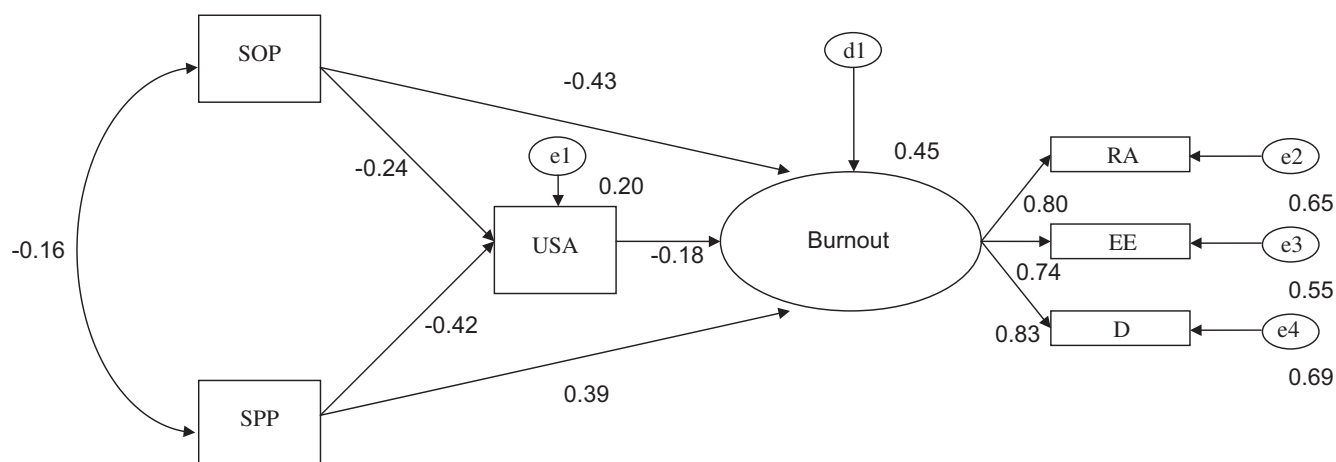 SOP
d1
-0.43
0.45
RA
e2
e1
-0.24
0.20
0.80
0.65
-0.16
USA
-0.18
Burnout
EE
e3
0.74
0.55
-0.42
0.83
D
e4
0.39
0.69
SPP